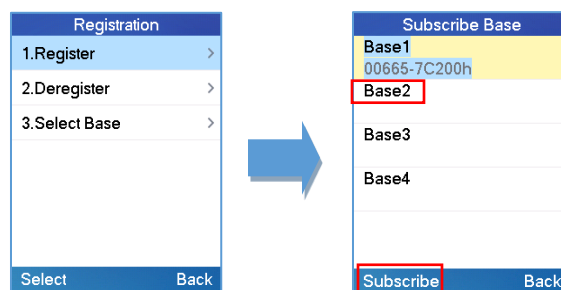 Registration
1.Register
2.Deregister
3.Select Base
Select Back
Subscribe Base
Base1
00665-7C200h
Base2
Base3
Base4
Subscribe Back